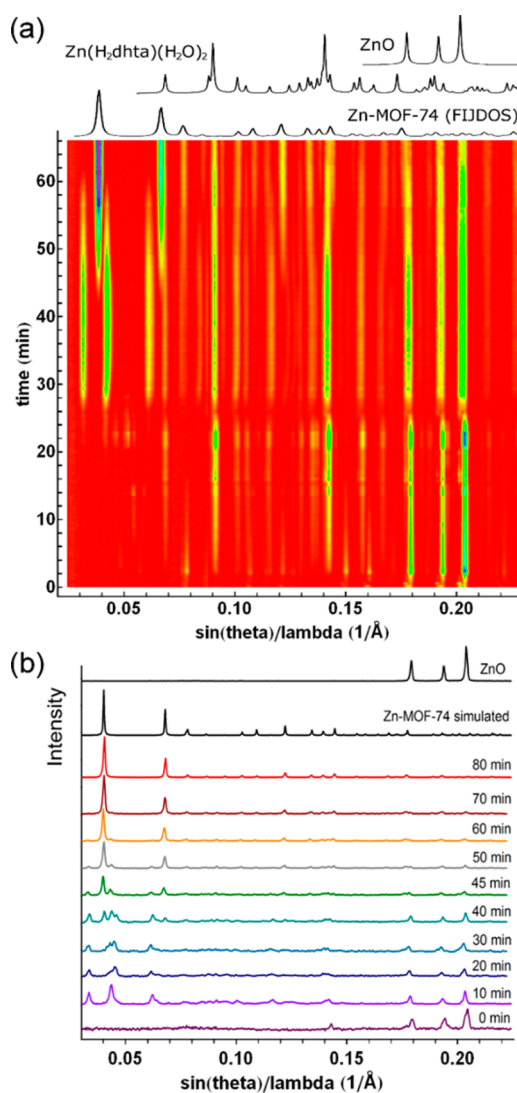 (a)
Zn(H₂dhta)(H₂O)₂
ZnO
Zn-MOF-74 (FIJDOS)
60
50
40
30
20
10
0
time (min)
0.05 0.10 0.15 0.20
sin(theta)/lambda (1/Å)
(b)
ZnO
Zn-MOF-74 simulated
80 min
70 min
60 min
50 min
45 min
40 min
30 min
20 min
10 min
0 min
Intensity
0.05 0.10 0.15 0.20
sin(theta)/lambda (1/Å)